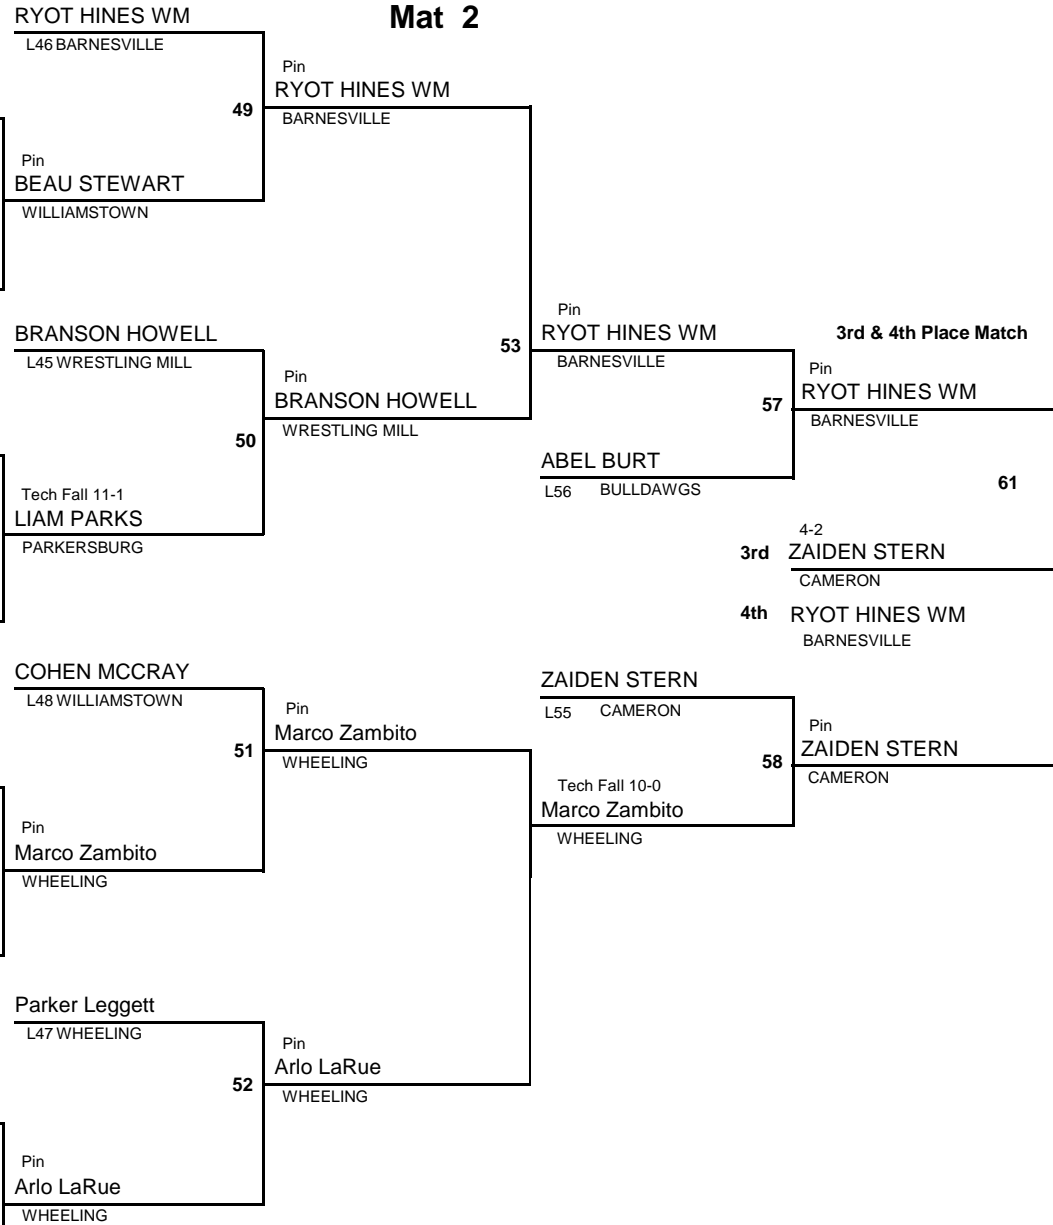 RYOT HINES WM
Mat 2
L46 BARNESVILLE
Pin
RYOT HINES WM
49
BARNESVILLE
Pin
BEAU STEWART
WILLIAMSTOWN
Pin
BRANSON HOWELL
RYOT HINES WM
3rd & 4th Place Match
53
L45 WRESTLING MILL
BARNESVILLE
Pin
Pin
RYOT HINES WM
BRANSON HOWELL
57
BARNESVILLE
WRESTLING MILL
50
ABEL BURT
L56 BULLDAWGS
61
Tech Fall 11-1
LIAM PARKS
PARKERSBURG
4-2
3rd ZAIDEN STERN
CAMERON
4th RYOT HINES WM
BARNESVILLE
COHEN MCCRAY
ZAIDEN STERN
L48 WILLIAMSTOWN
L55 CAMERON
Pin
Marco Zambito
Pin
51
ZAIDEN STERN
WHEELING
58
CAMERON
Tech Fall 10-0
Marco Zambito
Pin
WHEELING
Marco Zambito
WHEELING
Parker Leggett
L47 WHEELING
Pin
Arlo LaRue
52
WHEELING
Pin
Arlo LaRue
WHEELING